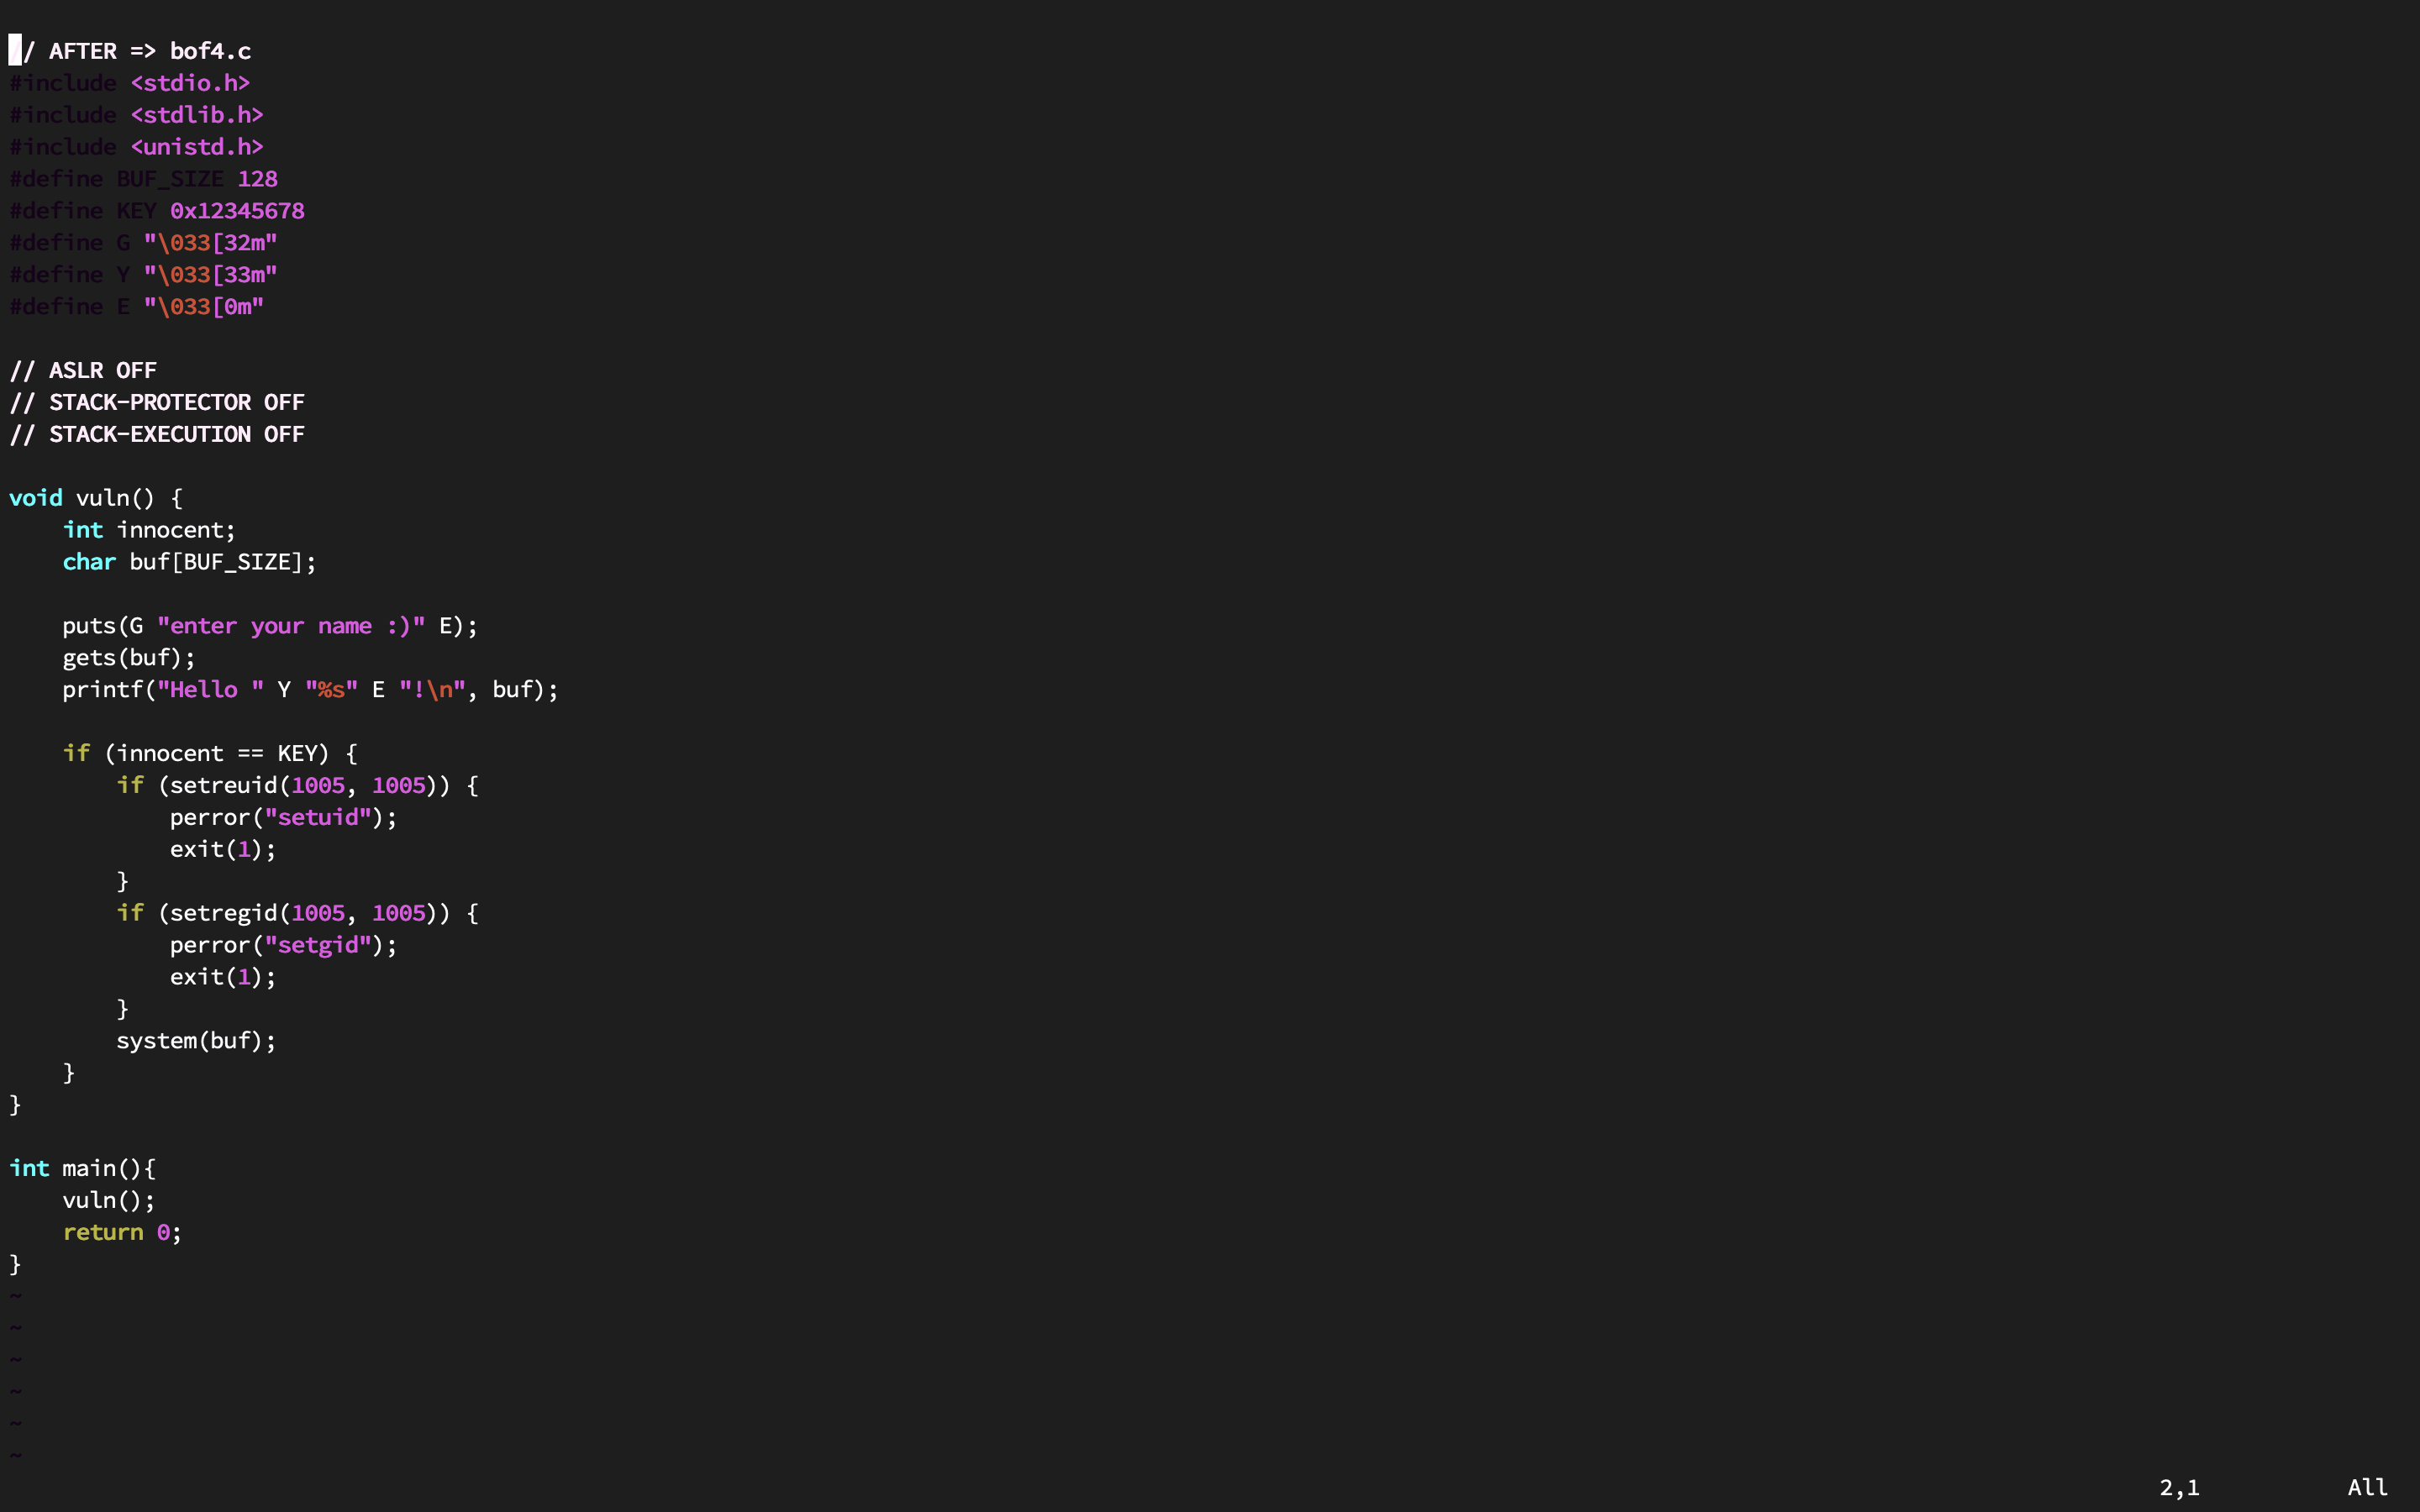 // AFTER => bof4.c
#include <stdio.h>
#include <stdlib.h>
#include <unistd.h>
#define BUF_SIZE 128
#define KEY 0x12345678
#define G "\033[32m"
#define Y "\033[33m"
#define E "\033[0m"
// ASLR OFF
// STACK-PROTECTOR OFF
// STACK-EXECUTION OFF
void vuln() {
    int innocent;
    char buf[BUF_SIZE];
    puts(G "enter your name :)" E);
    gets(buf);
    printf("Hello " Y "%s" E "!\n", buf);
    if (innocent == KEY) {
        if (setreuid(1005, 1005)) {
            perror("setuid");
            exit(1);
        }
        if (setregid(1005, 1005)) {
            perror("setgid");
            exit(1);
        }
        system(buf);
    }
}
int main(){
    vuln();
    return 0;
}
~
~
~
~
~
~
2,1 All